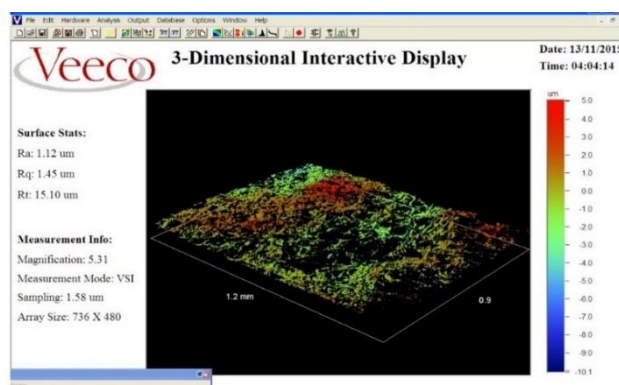 File Edit Hardware Analysis Output Database Options Window Help
Veeco
3-Dimensional Interactive Display
Date: 13/11/2015
Time: 04:04:14
Surface Stats:
Ra: 1.12 um
Rq: 1.45 um
Rt: 15.10 um
Measurement Info:
Magnification: 5.31
Measurement Mode: VSI
Sampling: 1.58 um
Array Size: 736 X 480
1.2 mm
0.9
um
5.0
4.0
3.0
2.0
1.0
0.0
-1.0
-2.0
-3.0
-4.0
-5.0
-6.0
-7.0
-8.0
-9.0
-10.1